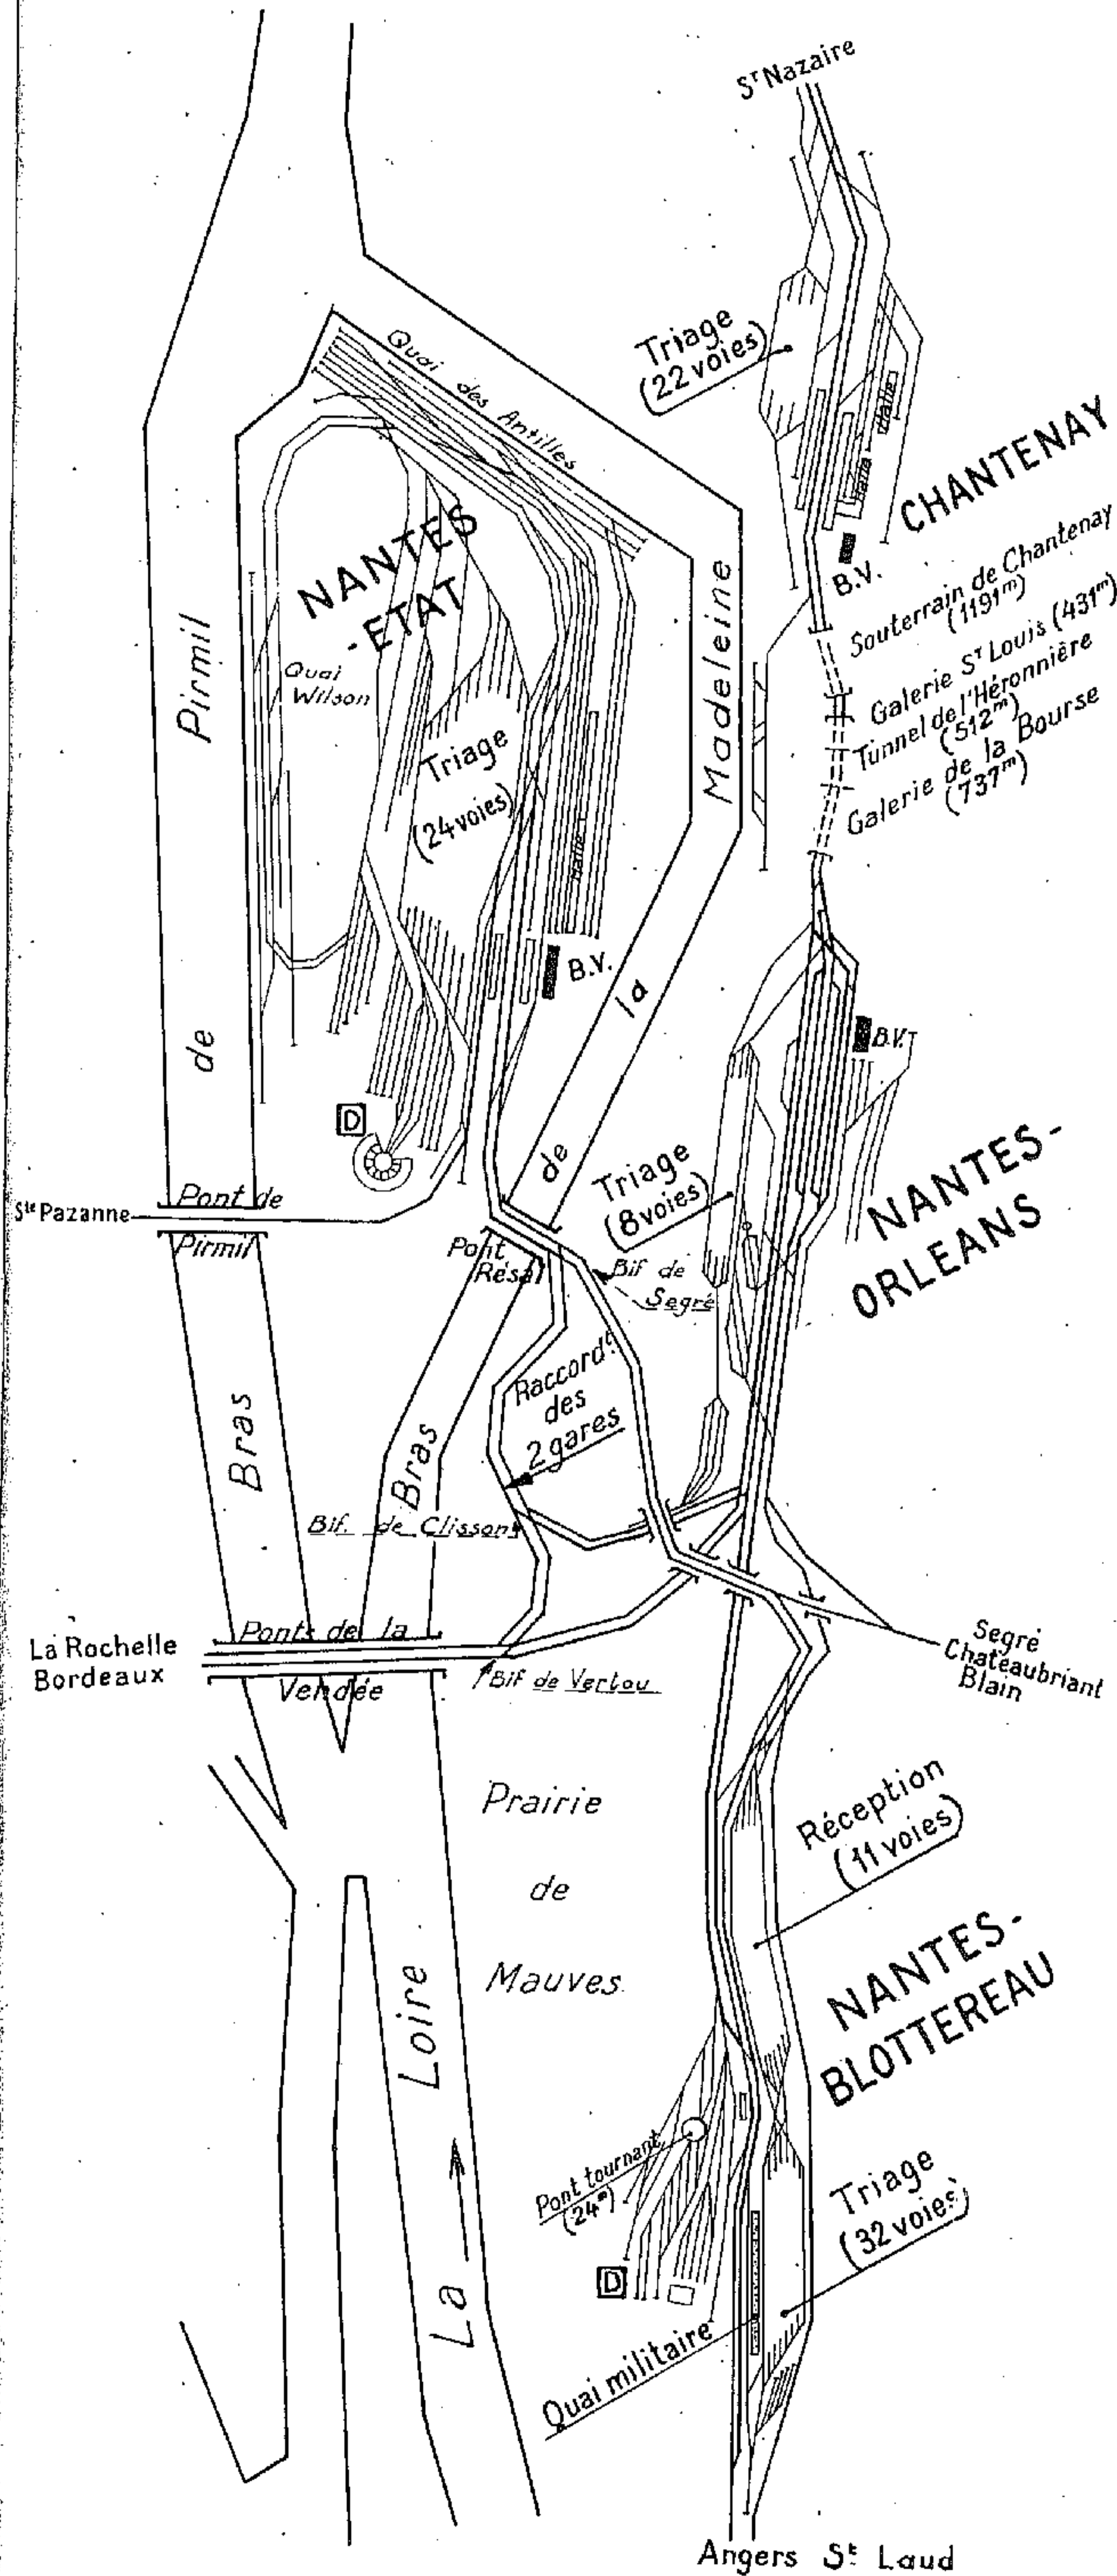 Sᵗ Nazaire
Triage
(22 voies)
Quai des Antilles
Halle
Halle
CHANTENAY
B.V.
Souterrain de Chantenay
(1191ᵐ)
Galerie Sᵗ Louis (431ᵐ)
Tunnel de l'Héronnière
(512ᵐ)
Galerie de la Bourse
(737ᵐ)
NANTES
-ETAT
Quai
Wilson
Triage
(24 voies)
Halle
B.V.
Bras de Pirmil
Bras de la Madeleine
D
B.V.
Triage
(8 voies)
NANTES-
ORLEANS
Sᵗᵉ Pazanne
Pont de
Pirmil
Pont
Résal
Bif de
Segré
Raccordᵗ
des
2 gares
Bif. de Clisson
La Rochelle
Bordeaux
Ponts de la
Vendée
Bif de Vertou
Segré
Chateaubriant
Blain
Prairie
de
Mauves
Réception
(11 voies)
NANTES-
BLOTTEREAU
La Loire
Pont tournant
(24ᵐ)
D
Triage
(32 voies)
Quai militaire
Angers Sᵗ Laud